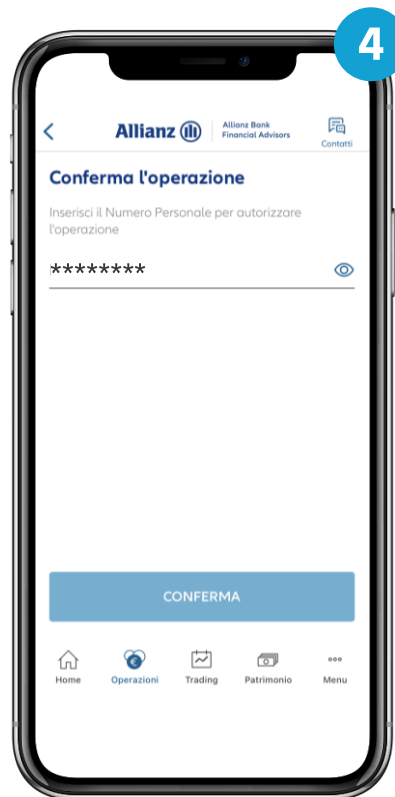 4
Allianz
Allianz Bank
Financial Advisors
Contatti
Conferma l'operazione
Inserisci il Numero Personale per autorizzare
l'operazione
********
CONFERMA
Home Operazioni Trading Patrimonio Menu